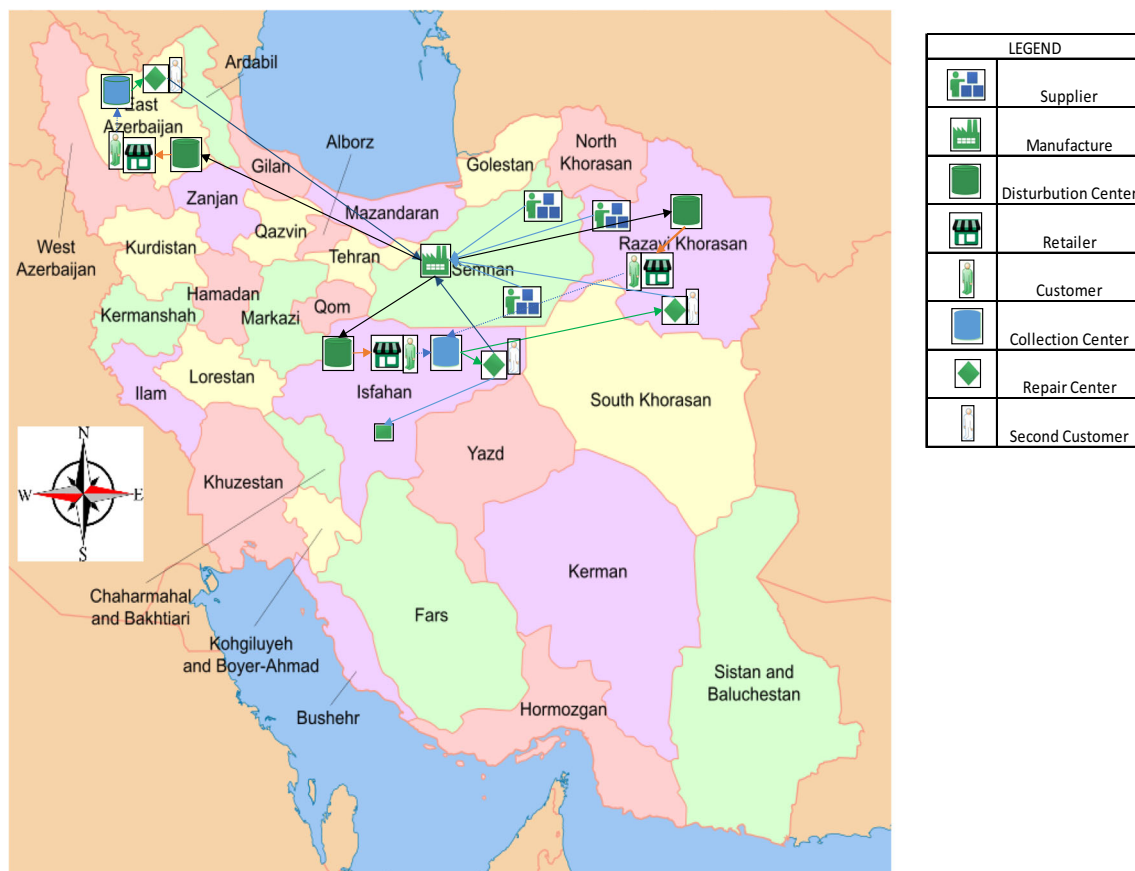 Ardabil
East
Azerbaijan
Alborz
Golestan
North
Khorasan
Gilan
Zanjan
Mazandaran
West
Azerbaijan
Kurdistan
Qazvin
Tehran
Semnan
Razavi Khorasan
Hamadan
Markazi
Qom
Kermanshah
Ilam
Lorestan
Isfahan
South Khorasan
Yazd
Khuzestan
N
W
E
S
Chaharmahal
and Bakhtiari
Kohgiluyeh
and Boyer-Ahmad
Bushehr
Fars
Kerman
Hormozgan
Sistan and
Baluchestan
LEGEND
Supplier
Manufacture
Disturbution Center
Retailer
Customer
Collection Center
Repair Center
Second Customer